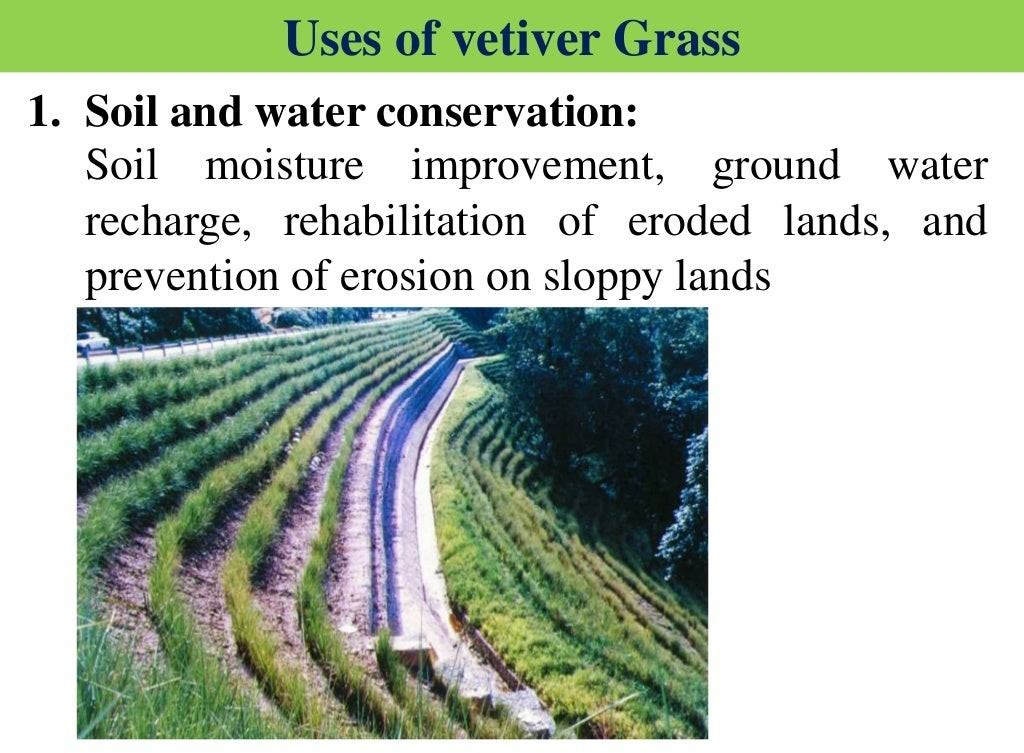 Uses of vetiver Grass
1. Soil and water conservation:
Soil moisture improvement, ground water
recharge, rehabilitation of eroded lands, and
prevention of erosion on sloppy lands